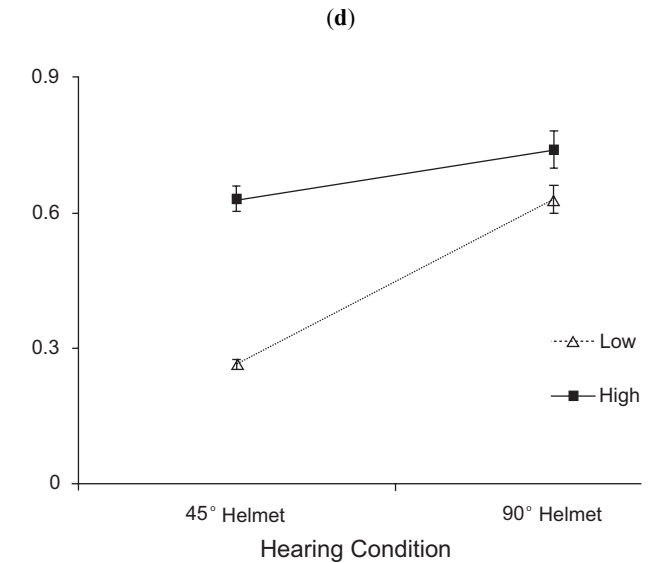 (d)
0.9
0.6
0.3
0
Low
High
45° Helmet
90° Helmet
Hearing Condition